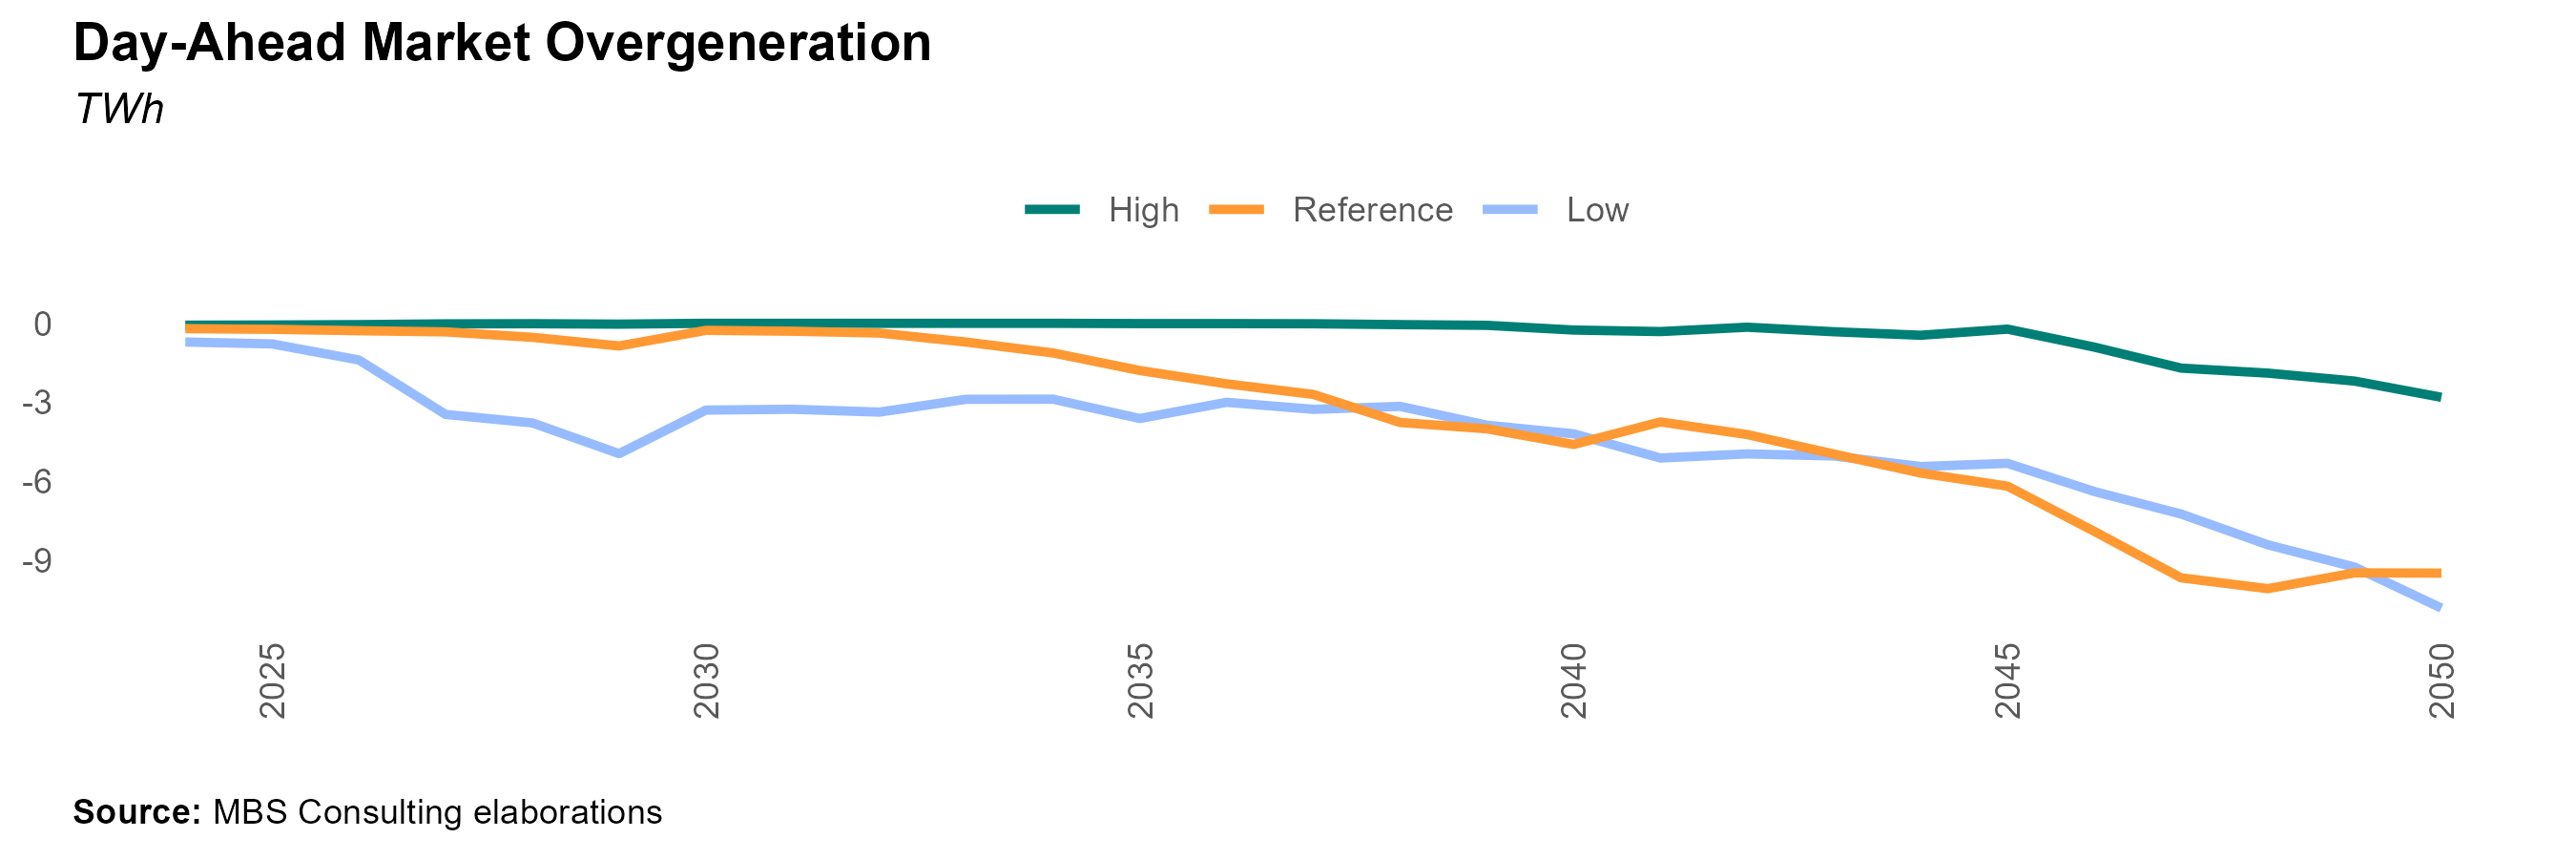 Day-Ahead Market Overgeneration
TWh
High Reference Low
0
-3
-6
-9
2025 2030 2035 2040 2045 2050
Source: MBS Consulting elaborations